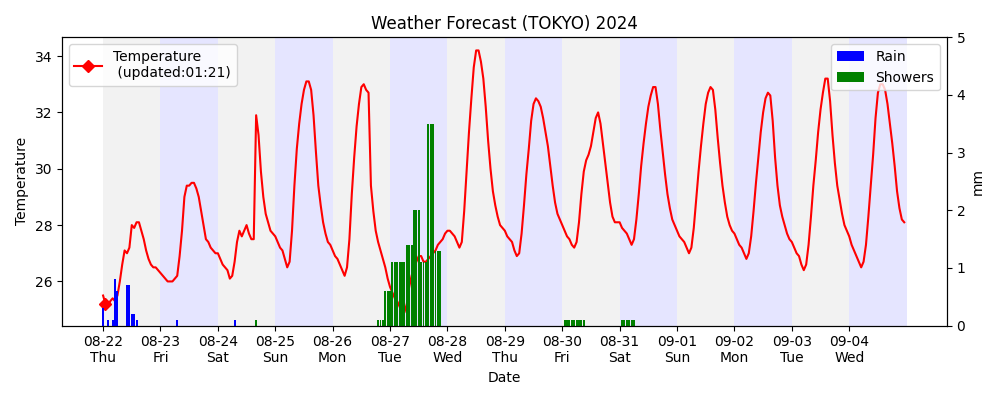 Weather Forecast (TOKYO) 2024
Temperature
(updated:01:21)
Rain
Showers
Temperature
34
32
30
28
26
5
4
3
2
1
0
mm
08-22 08-23 08-24 08-25 08-26 08-27 08-28 08-29 08-30 08-31 09-01 09-02 09-03 09-04
Thu Fri Sat Sun Mon Tue Wed Thu Fri Sat Sun Mon Tue Wed
Date